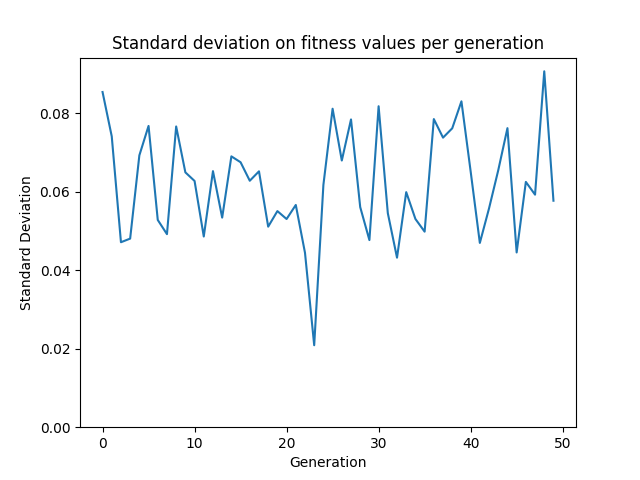 Standard deviation on fitness values per generation
Standard Deviation
0.08
0.06
0.04
0.02
0.00
0 10 20 30 40 50
Generation